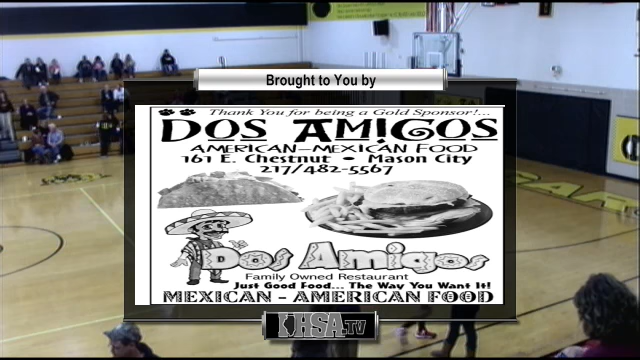 Brought to You by
Thank You for being a Gold Sponsor!...
DOS AMIGOS
AMERICAN-MEXICAN FOOD
161 E. Chestnut • Mason City
217/482-5567
Dos Amigos
Family Owned Restaurant
Just Good Food... The Way You Want It!
MEXICAN - AMERICAN FOOD
IHSA.TV